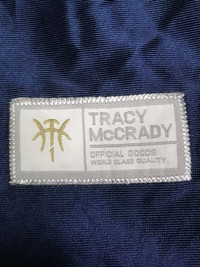 TRACY
McCRADY
OFFICIAL GOODS
WORLD CLASS QUALITY